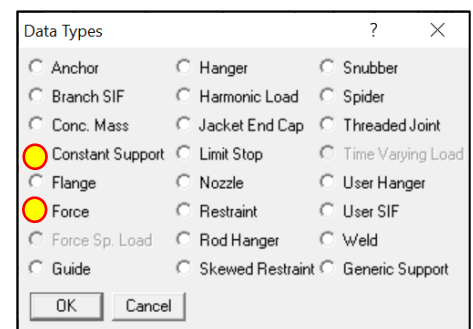 Data Types ? ×
Anchor Hanger Snubber
Branch SIF Harmonic Load Spider
Conc. Mass Jacket End Cap Threaded Joint
Constant Support Limit Stop Time Varying Load
Flange Nozzle User Hanger
Force Restraint User SIF
Force Sp. Load Rod Hanger Weld
Guide Skewed Restraint Generic Support
OK Cancel